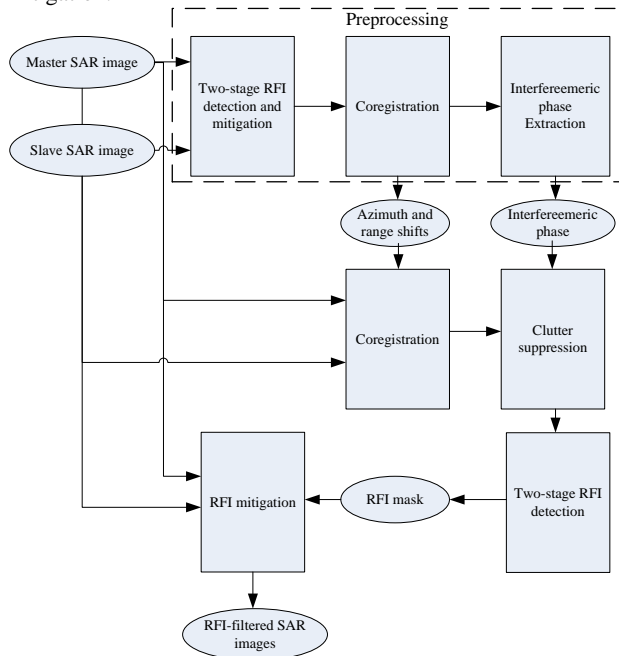 Preprocessing
Master SAR image
Two-stage RFI
detection and
mitigation
Coregistration
Interfereemeric
phase
Extraction
Slave SAR image
Azimuth and
range shifts
Interfereemeric
phase
Coregistration
Clutter
suppression
RFI mitigation
RFI mask
Two-stage RFI
detection
RFI-filtered SAR
images